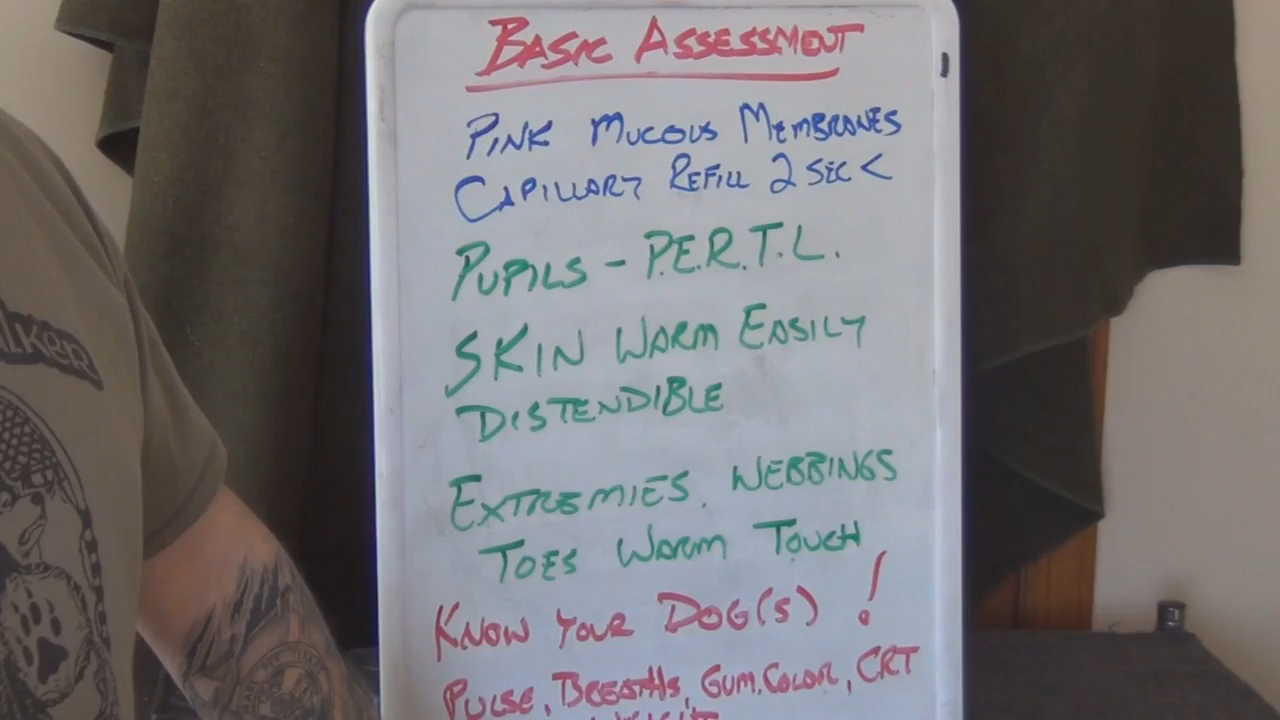 BASIC ASSESSMENT
PINK MUCOUS MEMBRANES
CAPILLARY REFILL 2 SEC <
PUPILS - P.E.R.T.L.
SKIN WARM EASILY
DISTENDIBLE
EXTREMIES. WEBBINGS
TOES WARM TOUCH
KNOW YOUR DOG(S) !
PULSE, BREATHS, GUM.COLOR, CRT